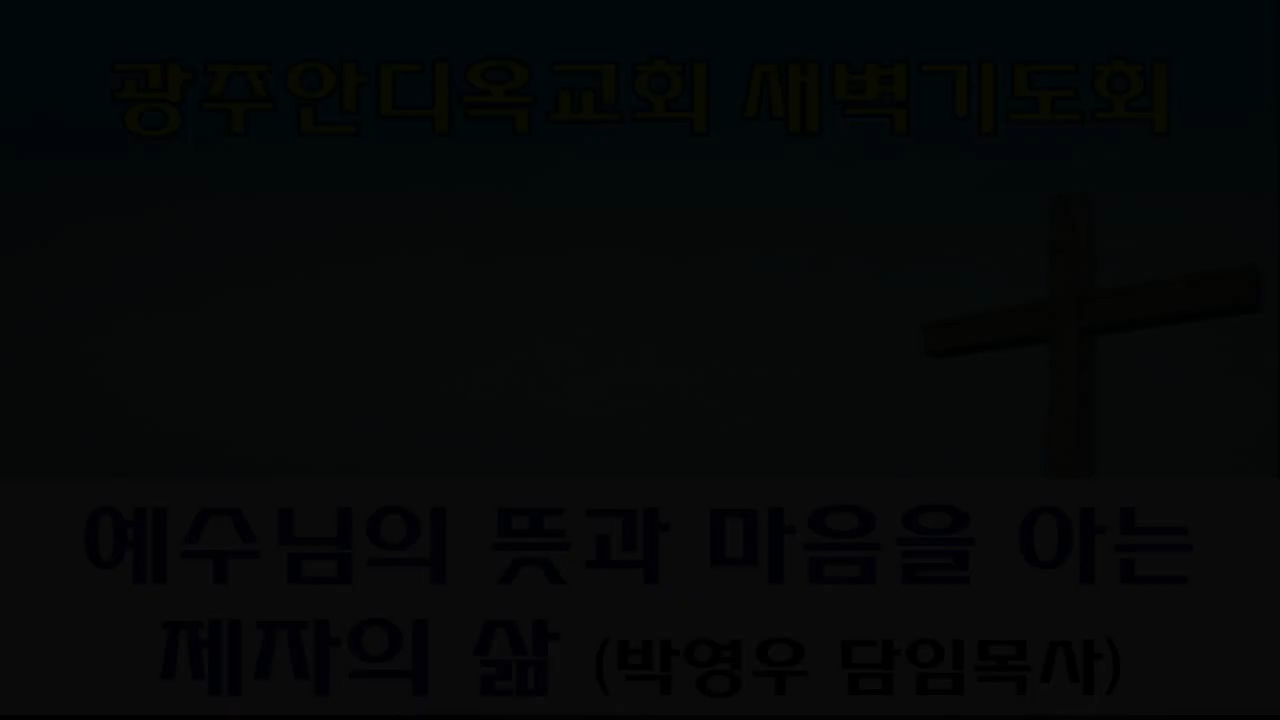 광주안디옥교회 새벽기도회
예수님의 뜻과 마음을 아는
제자의 삶 (박영우 담임목사)